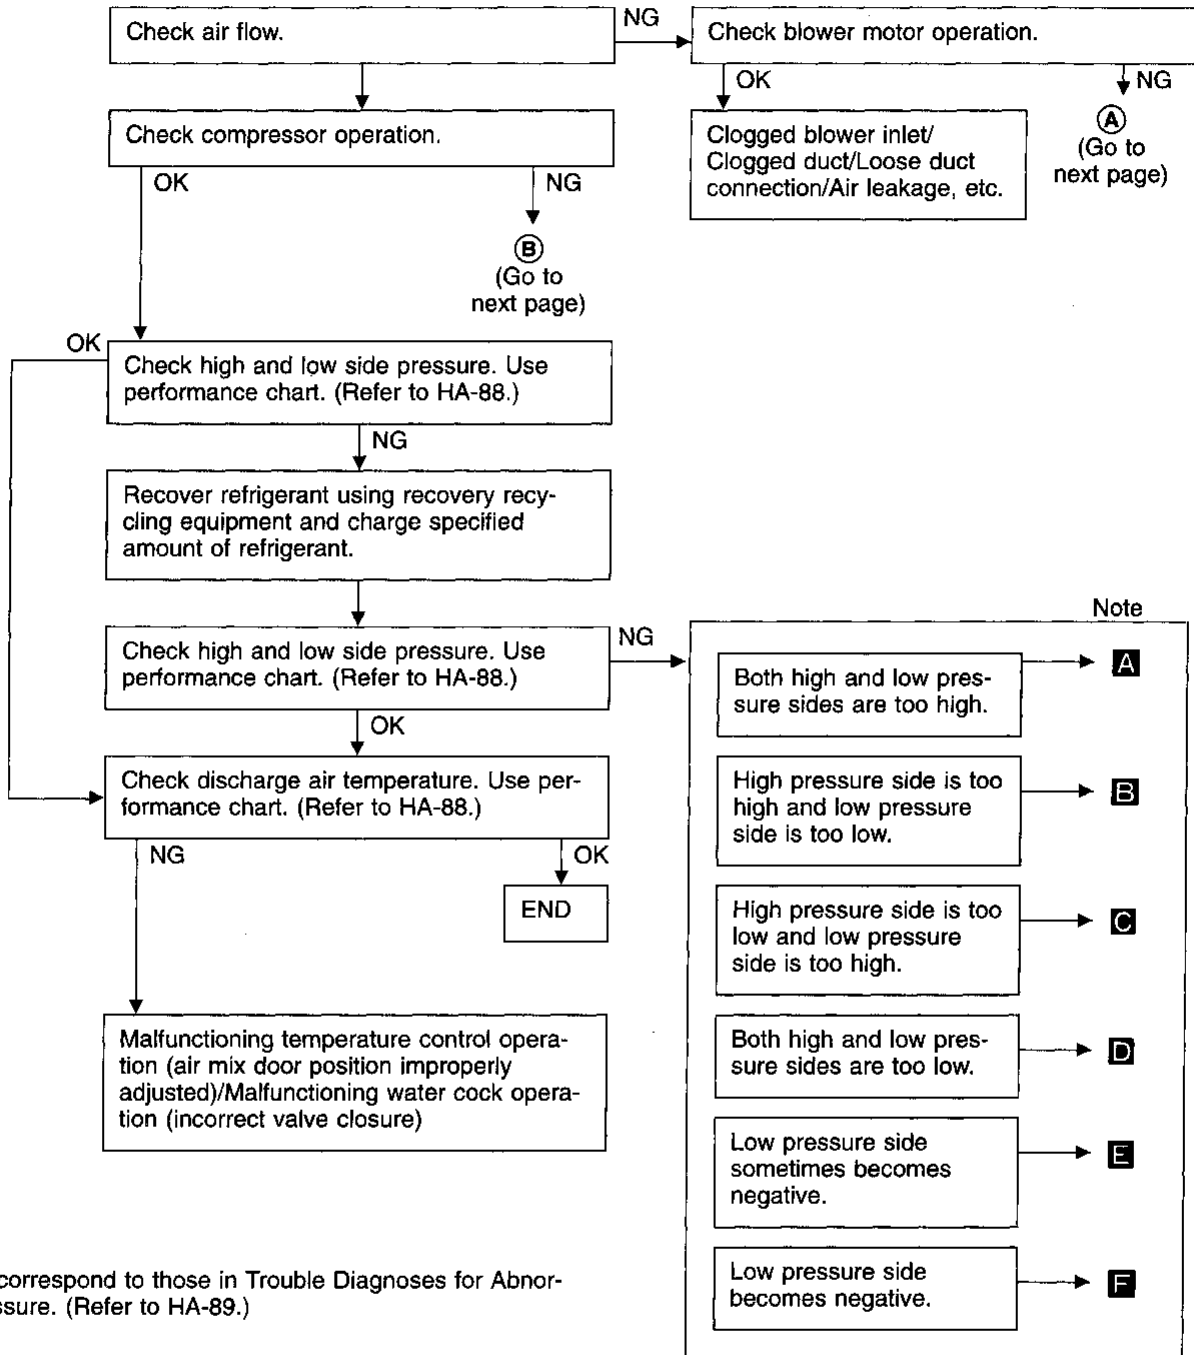 Check air flow.
NG
Check blower motor operation.
OK
NG
Check compressor operation.
Clogged blower inlet/
Clogged duct/Loose duct
connection/Air leakage, etc.
A
(Go to
next page)
OK
NG
B
(Go to
next page)
OK
Check high and low side pressure. Use
performance chart. (Refer to HA-88.)
NG
Recover refrigerant using recovery recy-
cling equipment and charge specified
amount of refrigerant.
Check high and low side pressure. Use
performance chart. (Refer to HA-88.)
NG
OK
Check discharge air temperature. Use per-
formance chart. (Refer to HA-88.)
NG
OK
END
Malfunctioning temperature control opera-
tion (air mix door position improperly
adjusted)/Malfunctioning water cock opera-
tion (incorrect valve closure)
Note
Both high and low pres-
sure sides are too high.
A
High pressure side is too
high and low pressure
side is too low.
B
High pressure side is too
low and low pressure
side is too high.
C
Both high and low pres-
sure sides are too low.
D
Low pressure side
sometimes becomes
negative.
E
Low pressure side
becomes negative.
F
correspond to those in Trouble Diagnoses for Abnor-
ssure. (Refer to HA-89.)